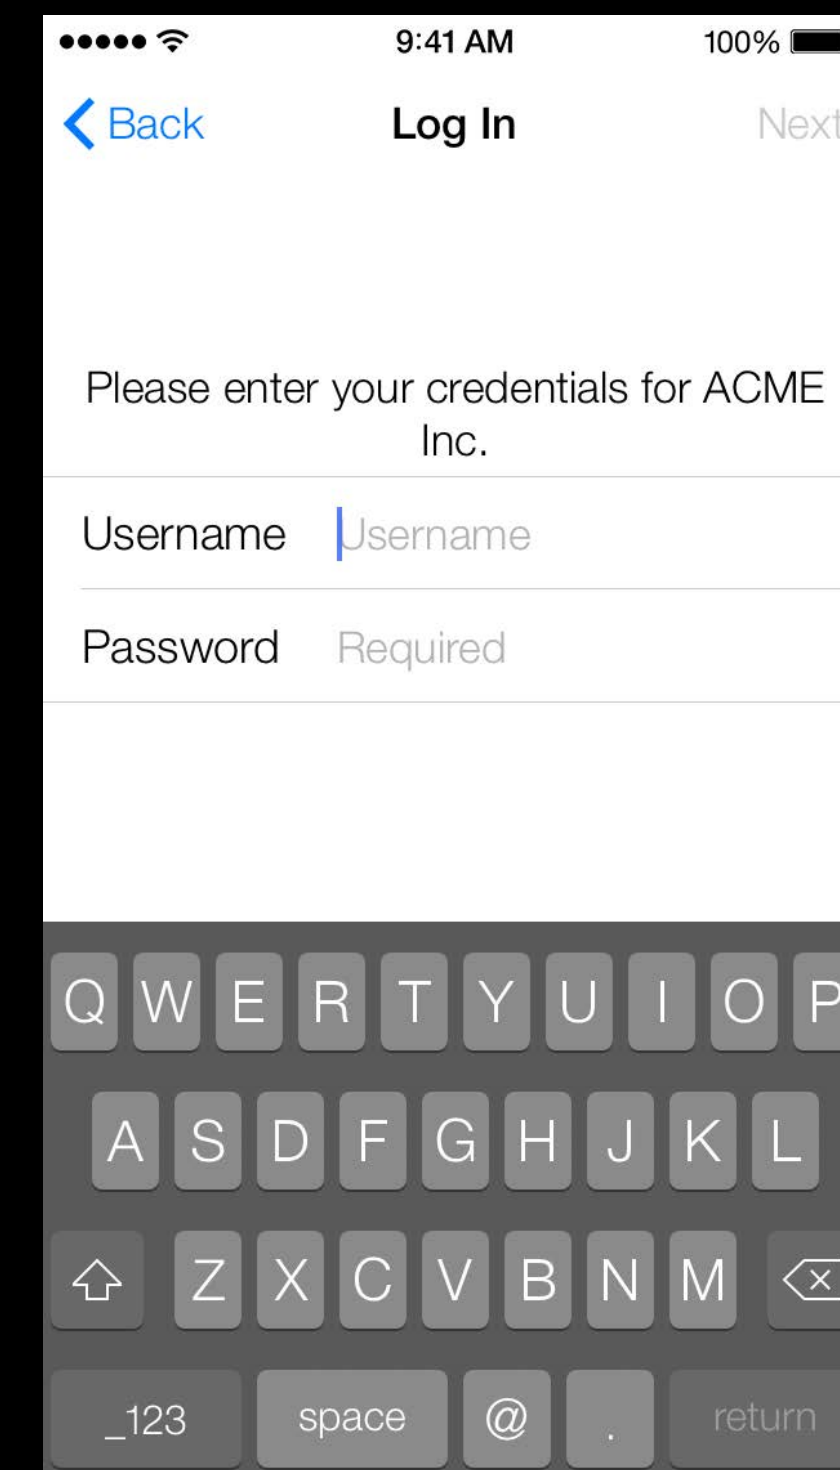 9:41 AM 100%
Back Log In Next
Please enter your credentials for ACME
Inc.
Username Username
Password Required
Q W E R T Y U I O P
A S D F G H J K L
Z X C V B N M
_123 space @ . return